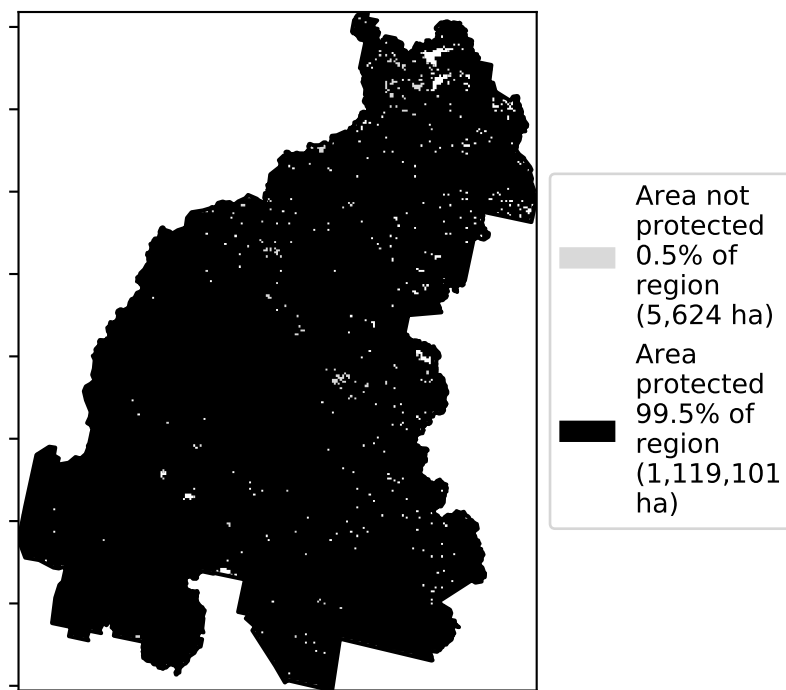 Area not
protected
0.5% of
region
(5,624 ha)
Area
protected
99.5% of
region
(1,119,101
ha)